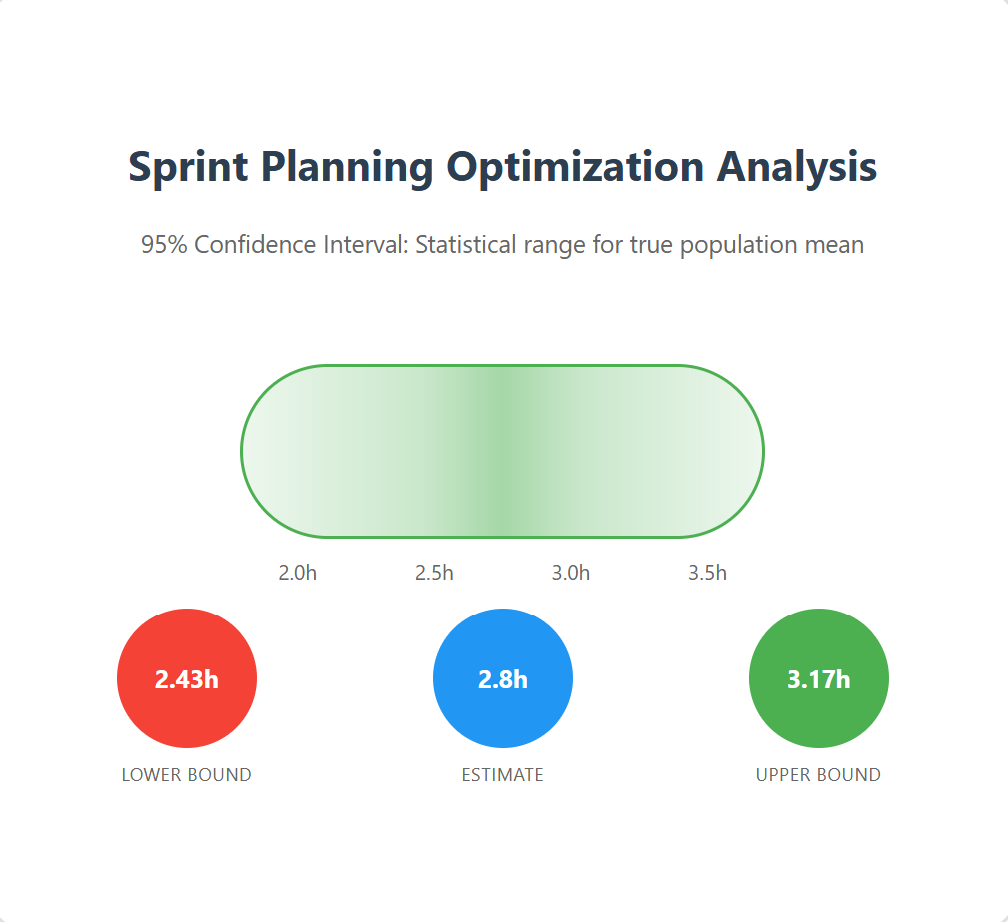 Sprint Planning Optimization Analysis
95% Confidence Interval: Statistical range for true population mean
2.0h 2.5h 3.0h 3.5h
2.43h 2.8h 3.17h
LOWER BOUND ESTIMATE UPPER BOUND